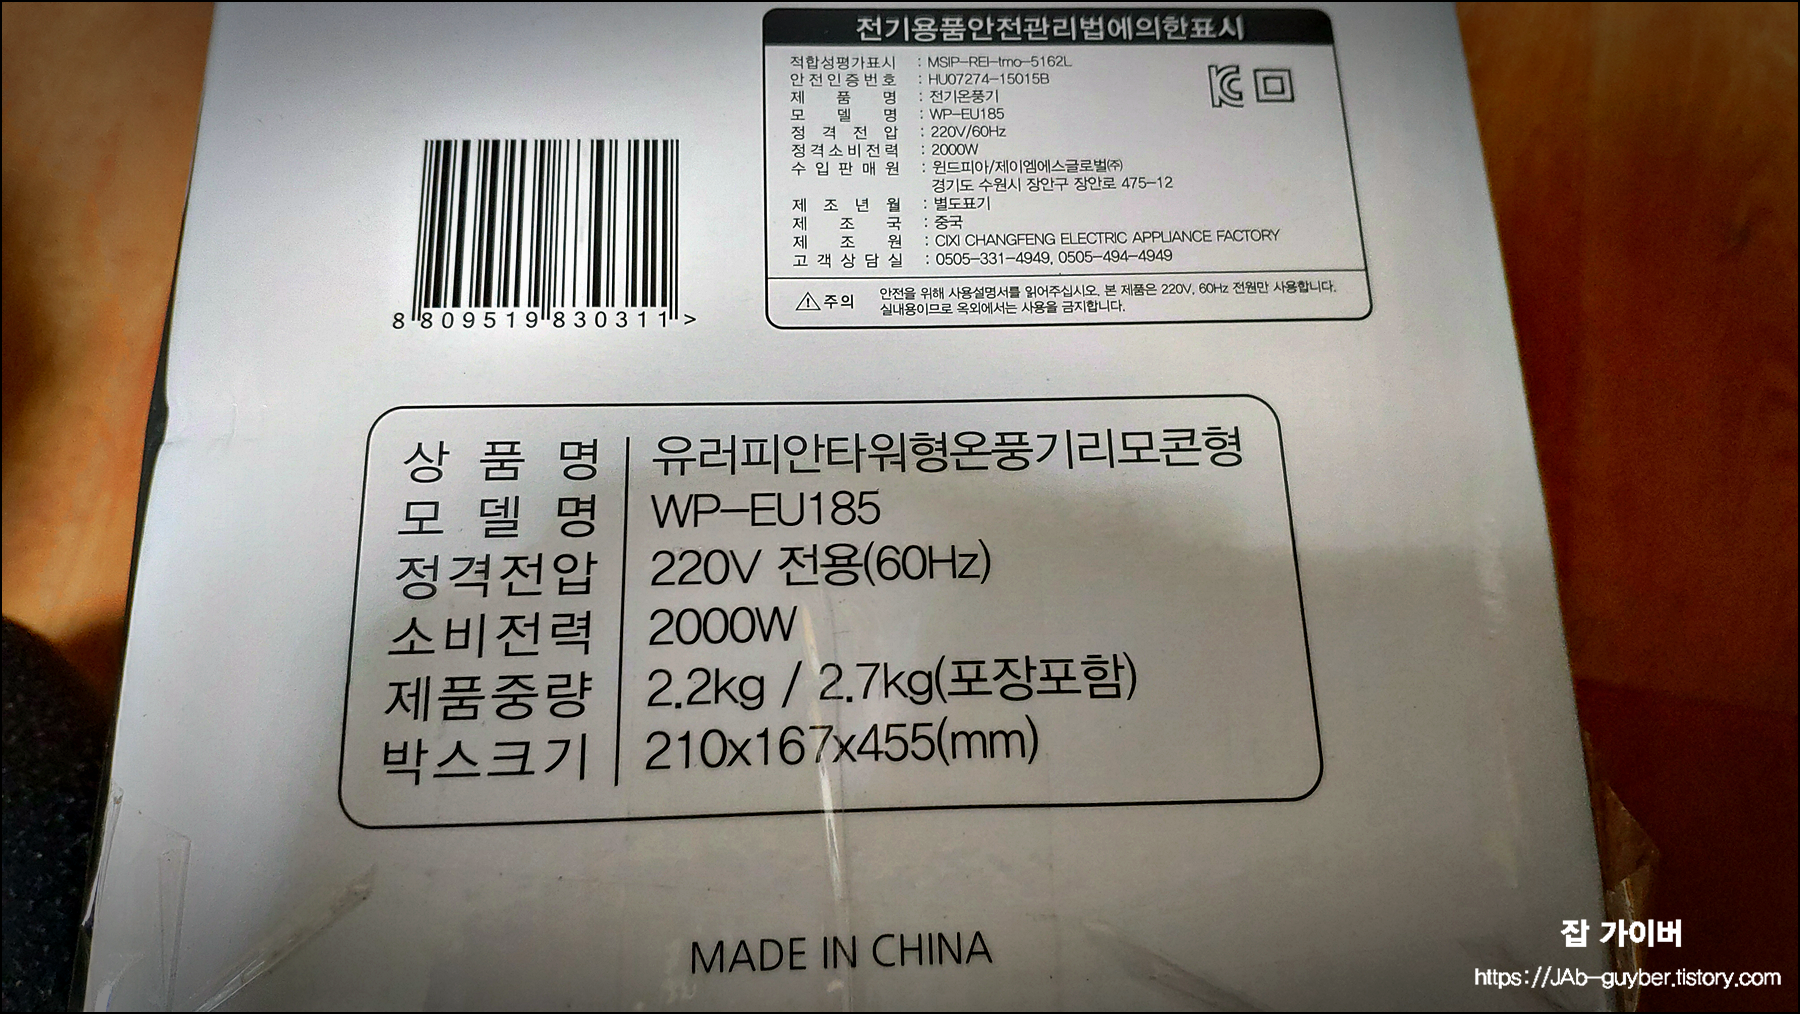 전기용품안전관리법에의한표시
적합성평가표시 : MSIP-REI-tmo-5162L
안전인증번호 : HU07274-15015B
제품명 : 전기온풍기
모델명 : WP-EU185
정격전압 : 220V/60Hz
정격소비전력 : 2000W
수입판매원 : 윈드피아/제이엠에스글로벌㈜
경기도 수원시 장안구 장안로 475-12
제조년월 : 별도표기
제조국 : 중국
제조원 : CIXI CHANGFENG ELECTRIC APPLIANCE FACTORY
고객상담실 : 0505-331-4949, 0505-494-4949
주의 안전을 위해 사용설명서를 읽어주십시오. 본 제품은 220V, 60Hz 전원만 사용합니다.
실내용이므로 옥외에서는 사용을 금지합니다.
8 809519 830311 >
상품명 유러피안타워형온풍기리모콘형
모델명 WP-EU185
정격전압 220V 전용(60Hz)
소비전력 2000W
제품중량 2.2kg / 2.7kg(포장포함)
박스크기 210x167x455(mm)
MADE IN CHINA
잡 가이버
https://JAb-guyber.tistory.com